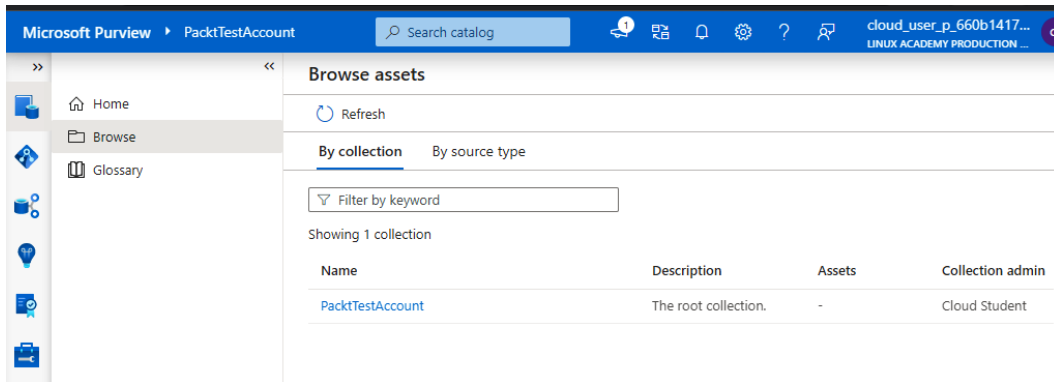 Microsoft Purview PacktTestAccount Search catalog 1 cloud_user_p_660b1417...
LINUX ACADEMY PRODUCTION ...
Home
Browse
Glossary
Browse assets
Refresh
By collection By source type
Filter by keyword
Showing 1 collection
Name Description Assets Collection admin
PacktTestAccount The root collection. - Cloud Student